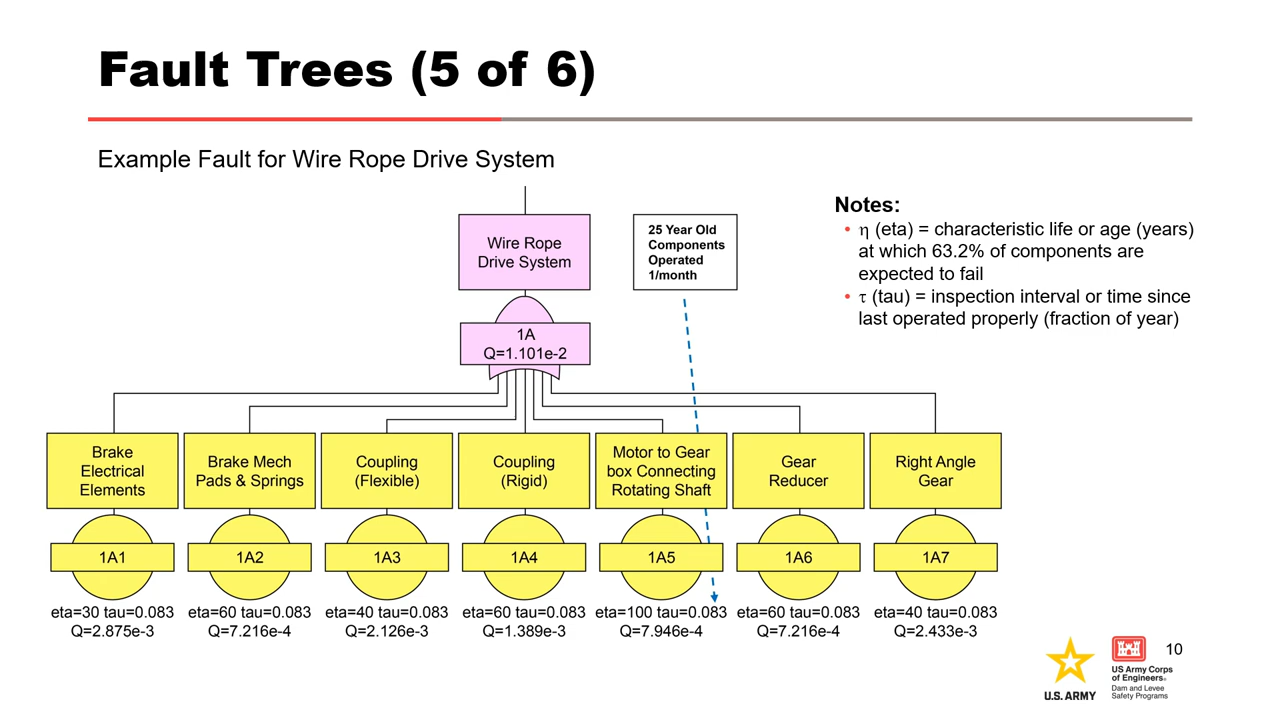 Fault Trees (5 of 6)
Example Fault for Wire Rope Drive System
Wire Rope
Drive System
25 Year Old
Components
Operated
1/month
Notes:
• η (eta) = characteristic life or age (years)
at which 63.2% of components are
expected to fail
• τ (tau) = inspection interval or time since
last operated properly (fraction of year)
1A
Q=1.101e-2
Brake
Electrical
Elements
Brake Mech
Pads & Springs
Coupling
(Flexible)
Coupling
(Rigid)
Motor to Gear
box Connecting
Rotating Shaft
Gear
Reducer
Right Angle
Gear
1A1
1A2
1A3
1A4
1A5
1A6
1A7
eta=30 tau=0.083
Q=2.875e-3
eta=60 tau=0.083
Q=7.216e-4
eta=40 tau=0.083
Q=2.126e-3
eta=60 tau=0.083
Q=1.389e-3
eta=100 tau=0.083
Q=7.946e-4
eta=60 tau=0.083
Q=7.216e-4
eta=40 tau=0.083
Q=2.433e-3
10
U.S. ARMY
US Army Corps
of Engineers®
Dam and Levee
Safety Programs